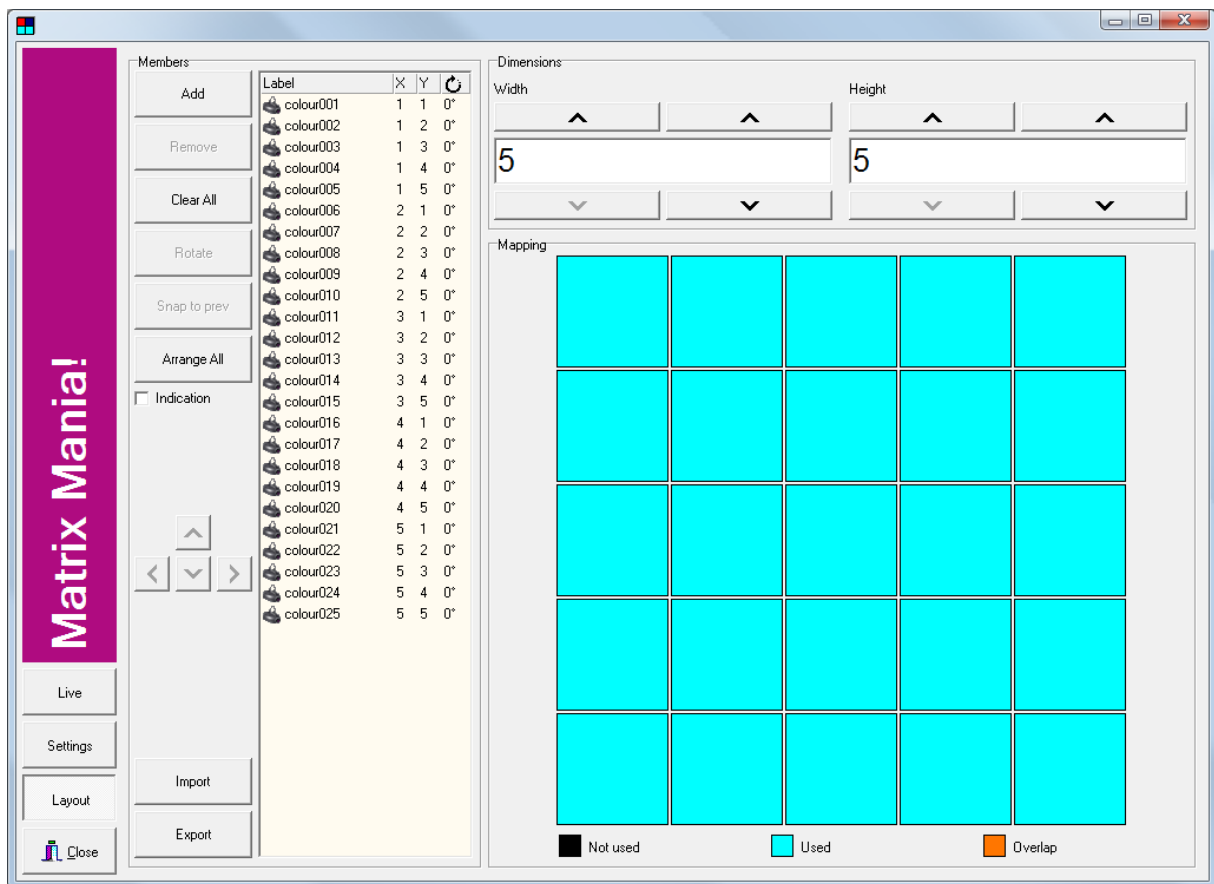 Matrix Mania!
Live
Settings
Layout
Close
Members
Add
Remove
Clear All
Rotate
Snap to prev
Arrange All
Indication
Import
Export
Label X Y
colour001 1 1 0°
colour002 1 2 0°
colour003 1 3 0°
colour004 1 4 0°
colour005 1 5 0°
colour006 2 1 0°
colour007 2 2 0°
colour008 2 3 0°
colour009 2 4 0°
colour010 2 5 0°
colour011 3 1 0°
colour012 3 2 0°
colour013 3 3 0°
colour014 3 4 0°
colour015 3 5 0°
colour016 4 1 0°
colour017 4 2 0°
colour018 4 3 0°
colour019 4 4 0°
colour020 4 5 0°
colour021 5 1 0°
colour022 5 2 0°
colour023 5 3 0°
colour024 5 4 0°
colour025 5 5 0°
Dimensions
Width
5
Height
5
Mapping
Not used
Used
Overlap